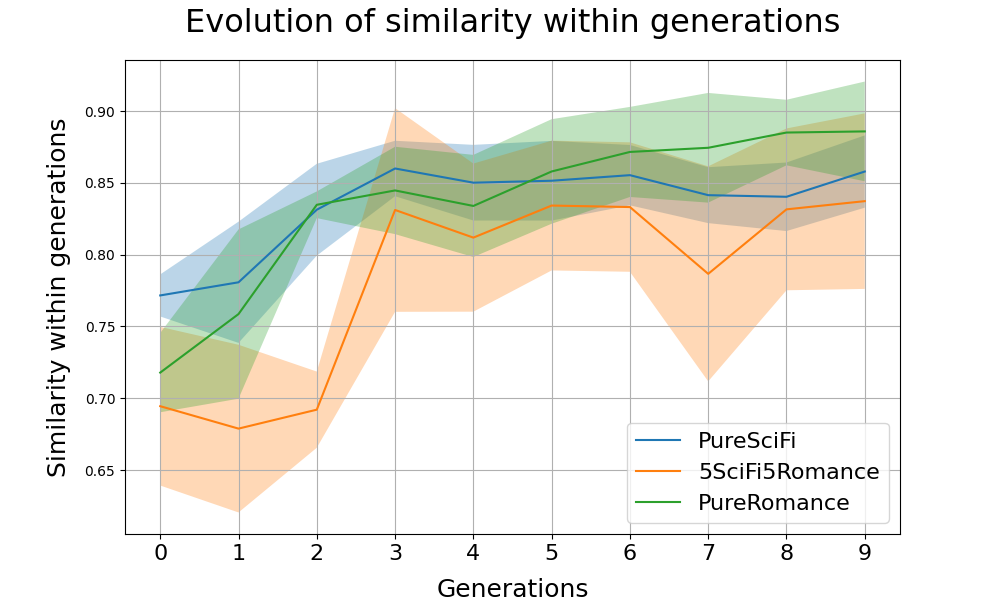 Evolution of similarity within generations
Similarity within generations
0.90
0.85
0.80
0.75
0.70
0.65
PureSciFi
5SciFi5Romance
PureRomance
0 1 2 3 4 5 6 7 8 9
Generations